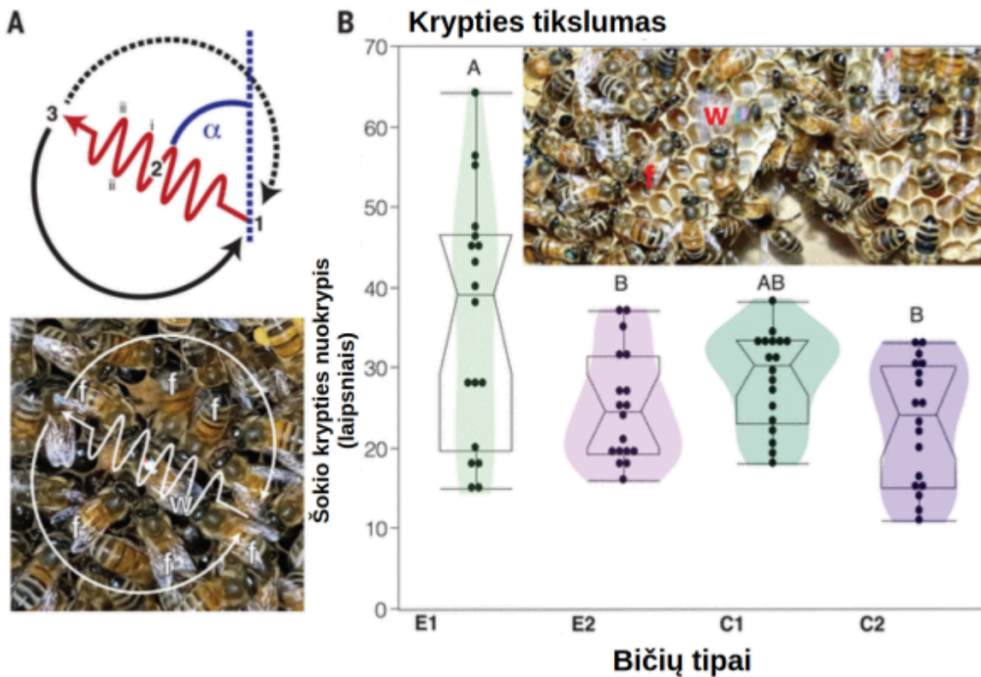 A
3
ii
i
α
2
ii
1
f
f
f
w
f
f
f
B
Krypties tikslumas
Šokio krypties nuokrypis
(laipsniais)
70
60
50
40
30
20
10
0
A
B
AB
B
w
f
E1
E2
C1
C2
Bičių tipai